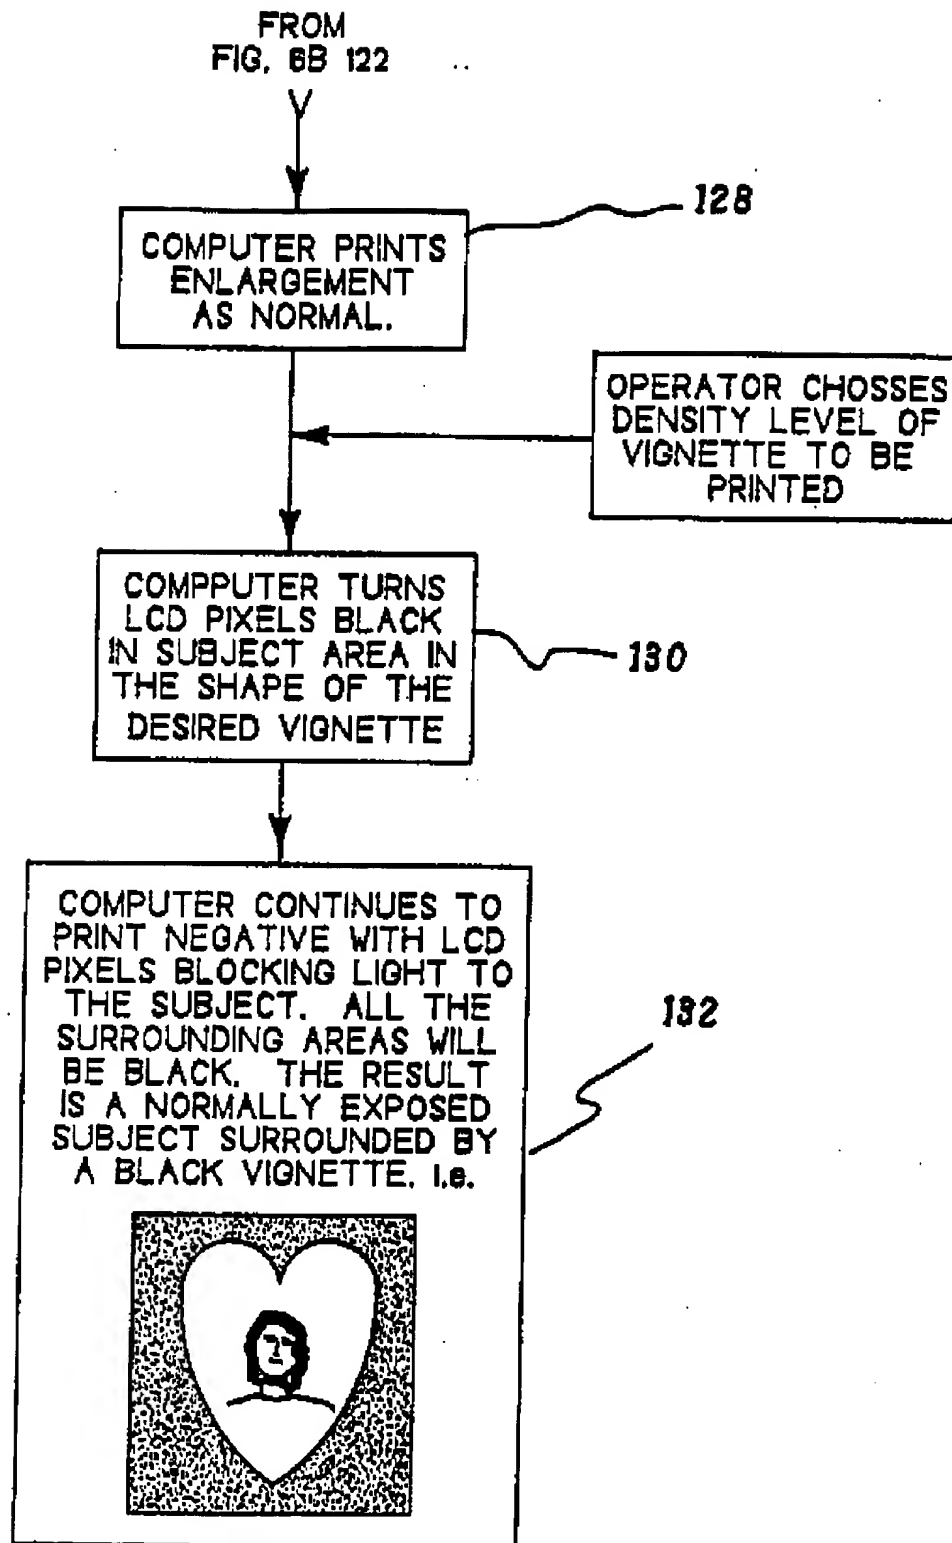 FROM
FIG. 6B 122
128
COMPUTER PRINTS
ENLARGEMENT
AS NORMAL.
OPERATOR CHOSSES
DENSITY LEVEL OF
VIGNETTE TO BE
PRINTED
COMPPUTER TURNS
LCD PIXELS BLACK
IN SUBJECT AREA IN
THE SHAPE OF THE
DESIRED VIGNETTE
130
COMPUTER CONTINUES TO
PRINT NEGATIVE WITH LCD
PIXELS BLOCKING LIGHT TO
THE SUBJECT. ALL THE
SURROUNDING AREAS WILL
BE BLACK. THE RESULT
IS A NORMALLY EXPOSED
SUBJECT SURROUNDED BY
A BLACK VIGNETTE. i.e.
132